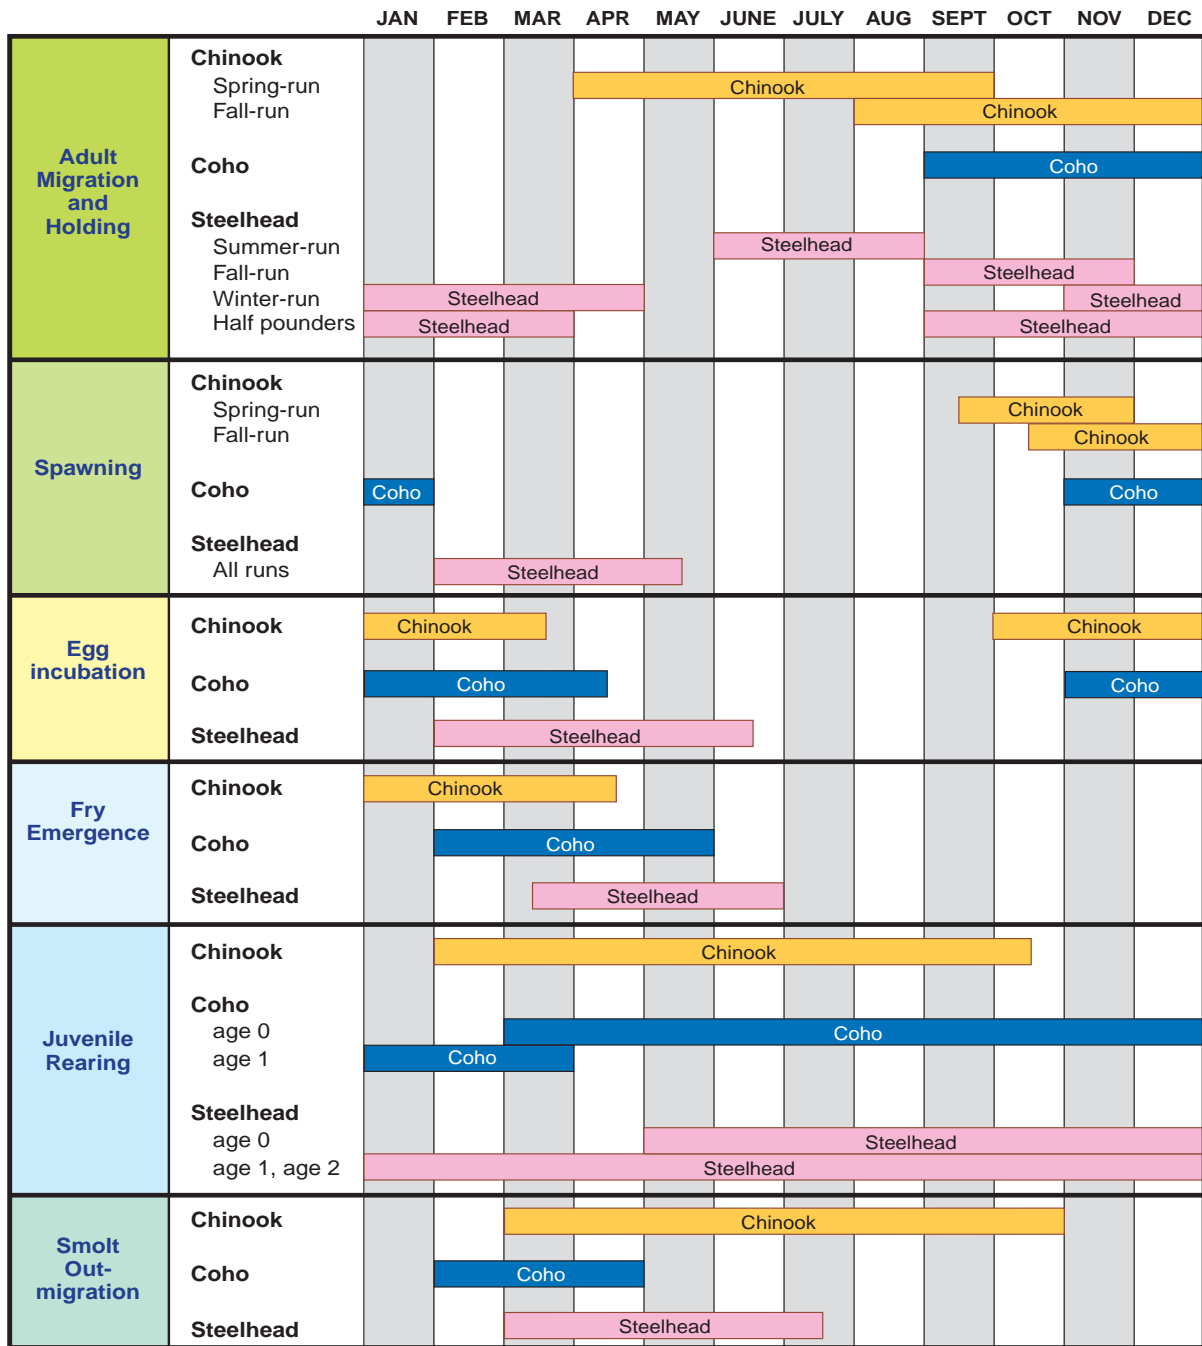 JAN FEB MAR APR MAY JUNE JULY AUG SEPT OCT NOV DEC
Adult
Migration
and
Holding
Chinook
Spring-run Chinook
Fall-run Chinook
Coho Coho
Steelhead
Summer-run Steelhead
Fall-run Steelhead
Winter-run Steelhead Steelhead
Half pounders Steelhead Steelhead
Spawning
Chinook
Spring-run Chinook
Fall-run Chinook
Coho Coho Coho
Steelhead
All runs Steelhead
Egg
incubation
Chinook Chinook Chinook
Coho Coho Coho
Steelhead Steelhead
Fry
Emergence
Chinook Chinook
Coho Coho
Steelhead Steelhead
Juvenile
Rearing
Chinook Chinook
Coho
age 0 Coho
age 1 Coho
Steelhead
age 0 Steelhead
age 1, age 2 Steelhead
Smolt
Out-
migration
Chinook Chinook
Coho Coho
Steelhead Steelhead